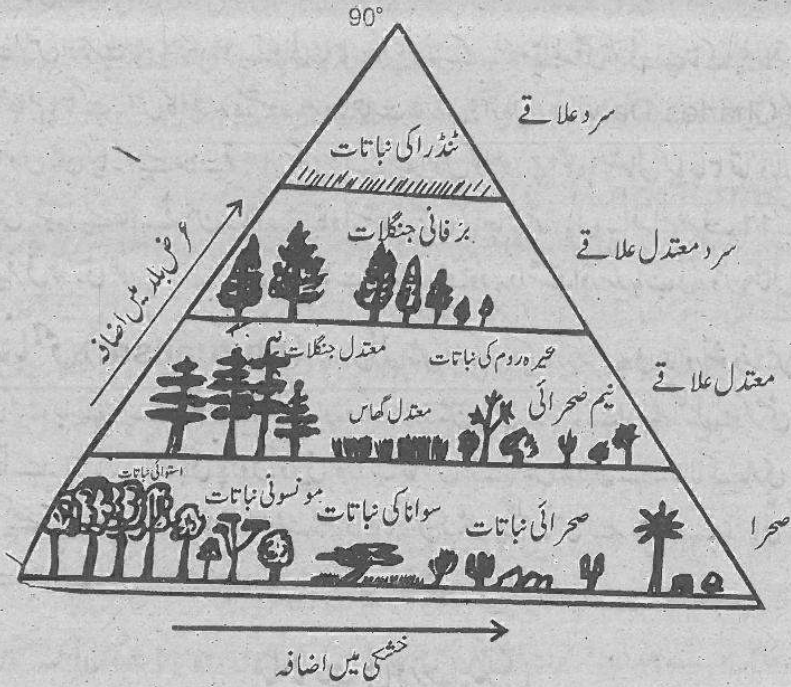 90°
سرد علاقے
ٹنڈرا کی نباتات
برفانی جنگلات
سرد معتدل علاقے
عرض بلد میں اضافہ
معتدل جنگلات
بحیرہ روم کی نباتات
معتدل علاقے
معتدل گھاس
نیم صحرائی
استوائی نباتات
مونسونی نباتات
سوانا کی نباتات
صحرائی نباتات
صحرا
خشکی میں اضافہ